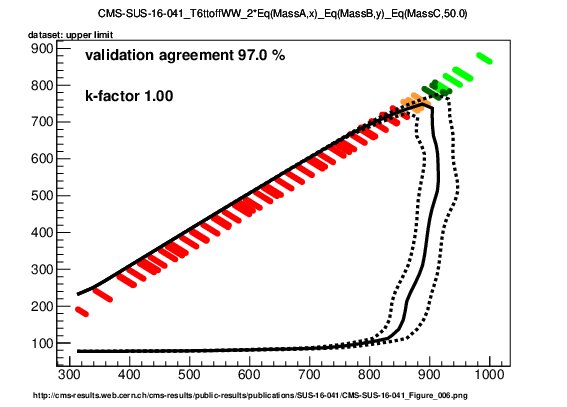 CMS-SUS-16-041_T6ttoffWW_2*Eq(MassA,x)_Eq(MassB,y)_Eq(MassC,50.0)
dataset: upper limit
validation agreement 97.0 %
k-factor 1.00
900
800
700
600
500
400
300
200
100
300 400 500 600 700 800 900 1000
http://cms-results.web.cern.ch/cms-results/public-results/publications/SUS-16-041/CMS-SUS-16-041_Figure_006.png